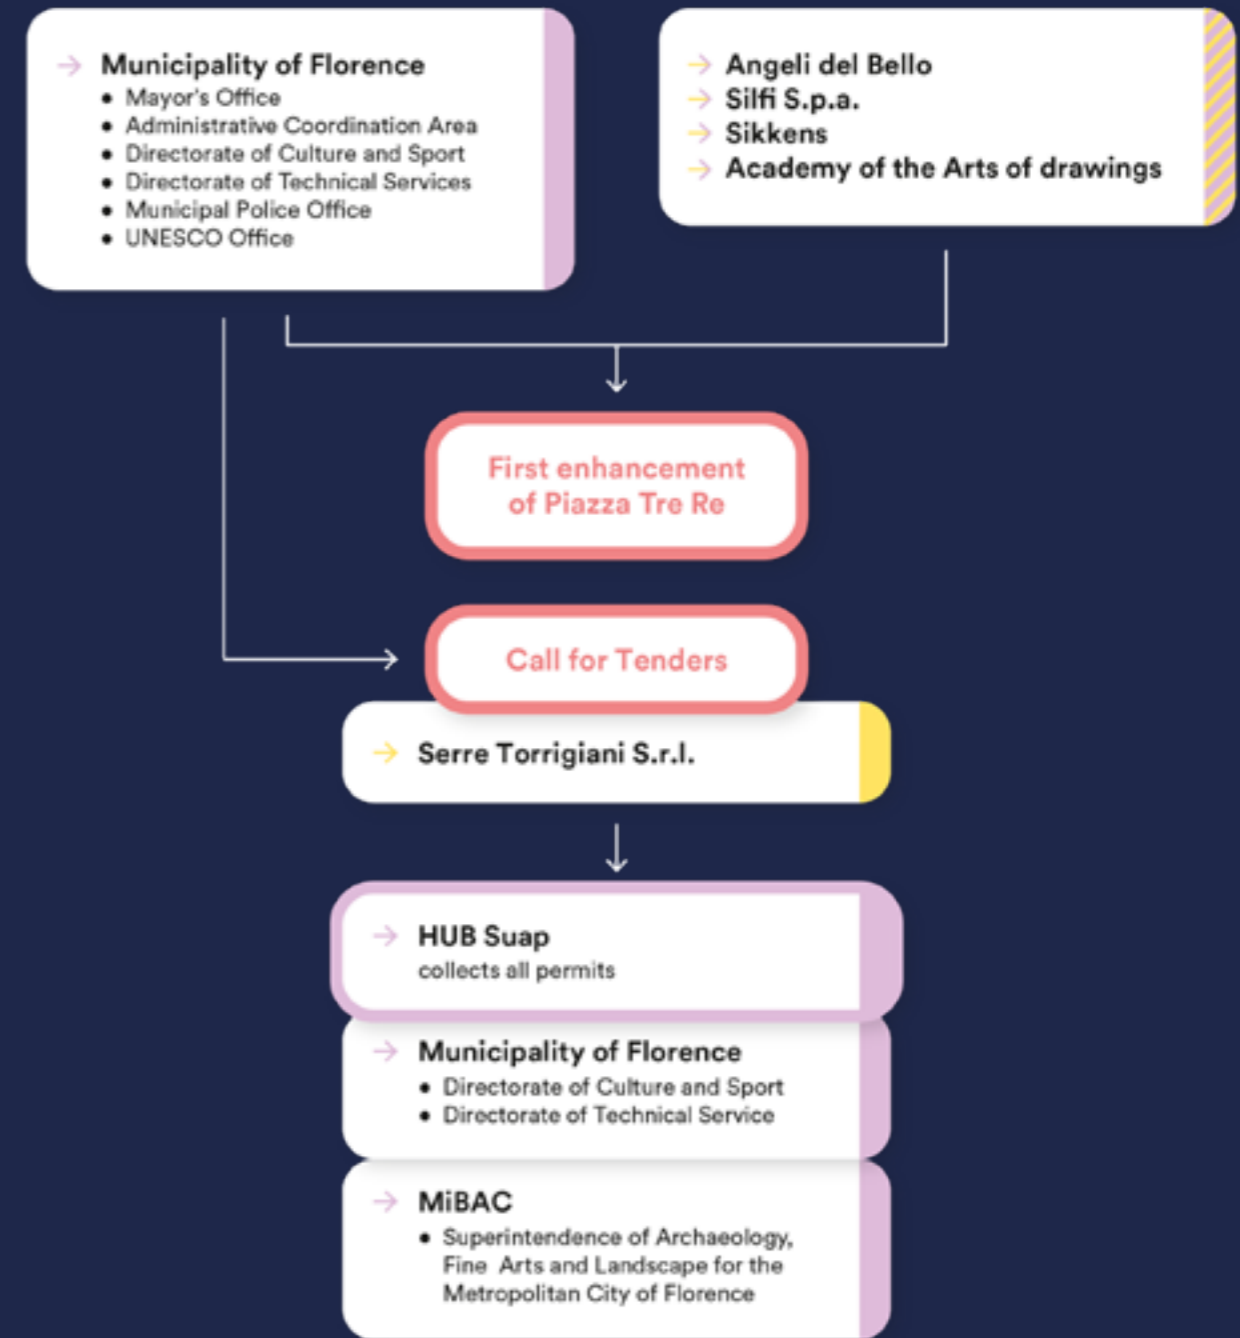 Municipality of Florence
• Mayor's Office
• Administrative Coordination Area
• Directorate of Culture and Sport
• Directorate of Technical Services
• Municipal Police Office
• UNESCO Office
Angeli del Bello
Silfi S.p.a.
Sikkens
Academy of the Arts of drawings
First enhancement
of Piazza Tre Re
Call for Tenders
Serre Torrigiani S.r.l.
HUB Suap
collects all permits
Municipality of Florence
• Directorate of Culture and Sport
• Directorate of Technical Service
MiBAC
• Superintendence of Archaeology,
Fine Arts and Landscape for the
Metropolitan City of Florence